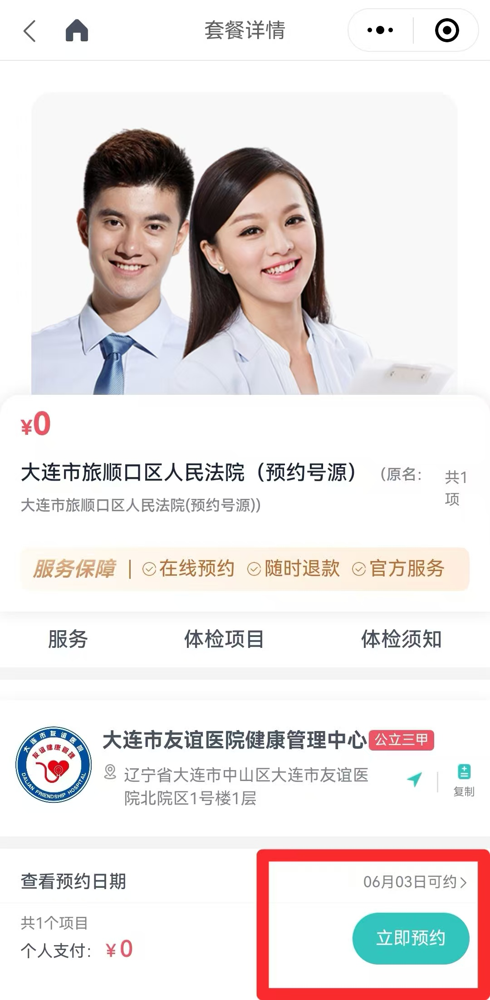 套餐详情
¥0
大连市旅顺口区人民法院（预约号源）
（原名：
共1
项
大连市旅顺口区人民法院(预约号源))
服务保障 | 在线预约 随时退款 官方服务
服务 体检项目 体检须知
大连市友谊医院
友谊健康管理
DALIAN FRIENDSHIP HOSPITAL
大连市友谊医院健康管理中心 公立三甲
辽宁省大连市中山区大连市友谊医
院北院区1号楼1层
复制
查看预约日期 06月03日可约
共1个项目
个人支付：¥0
立即预约